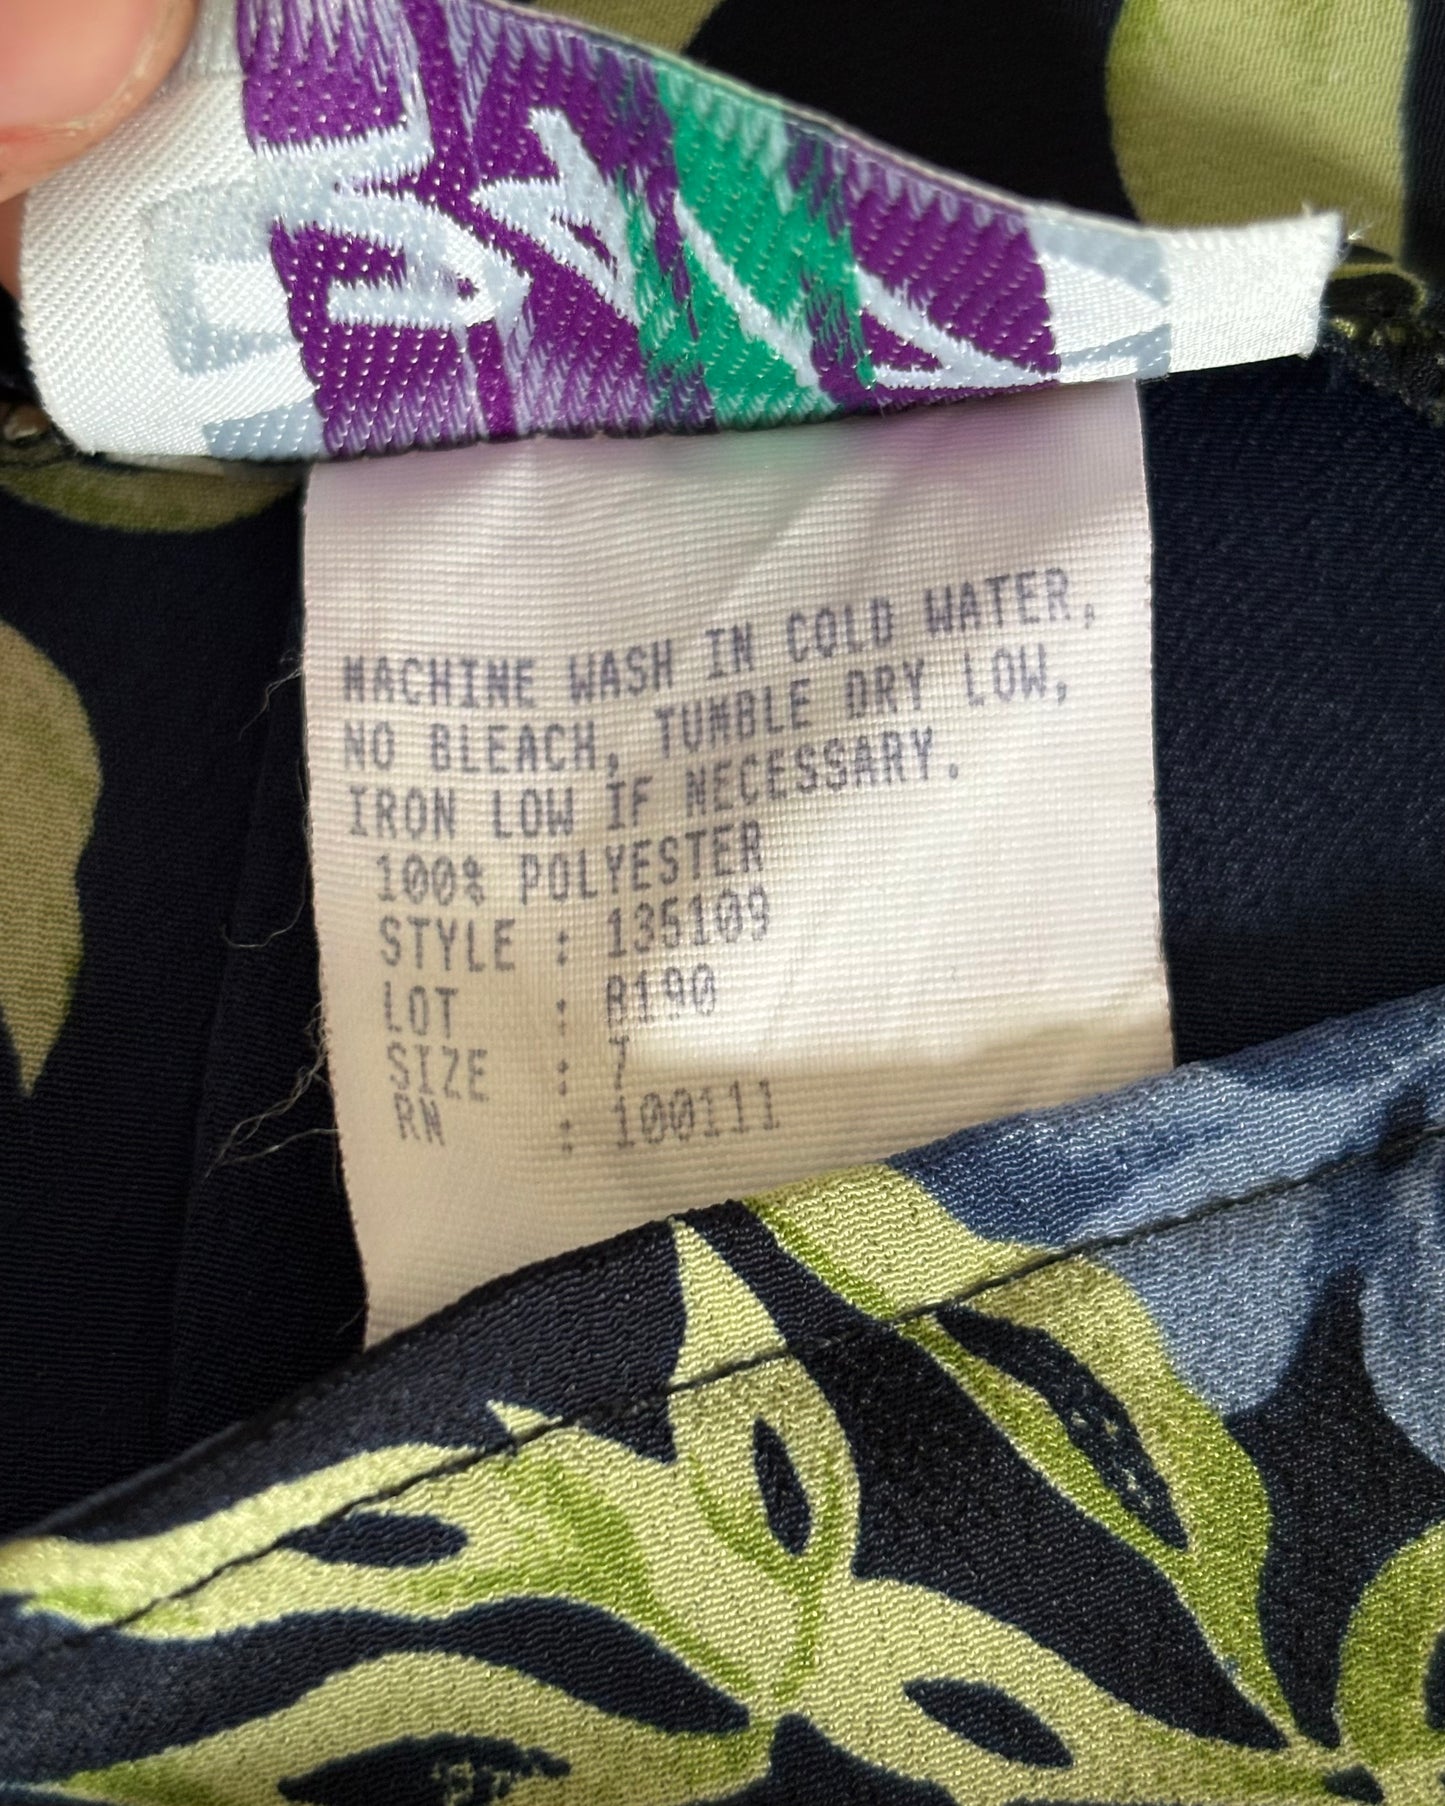 MACHINE WASH IN COLD WATER,
NO BLEACH, TUMBLE DRY LOW,
IRON LOW IF NECESSARY.
100% POLYESTER
STYLE : 135109
LOT : 8190
SIZE : 7
RN : 100111